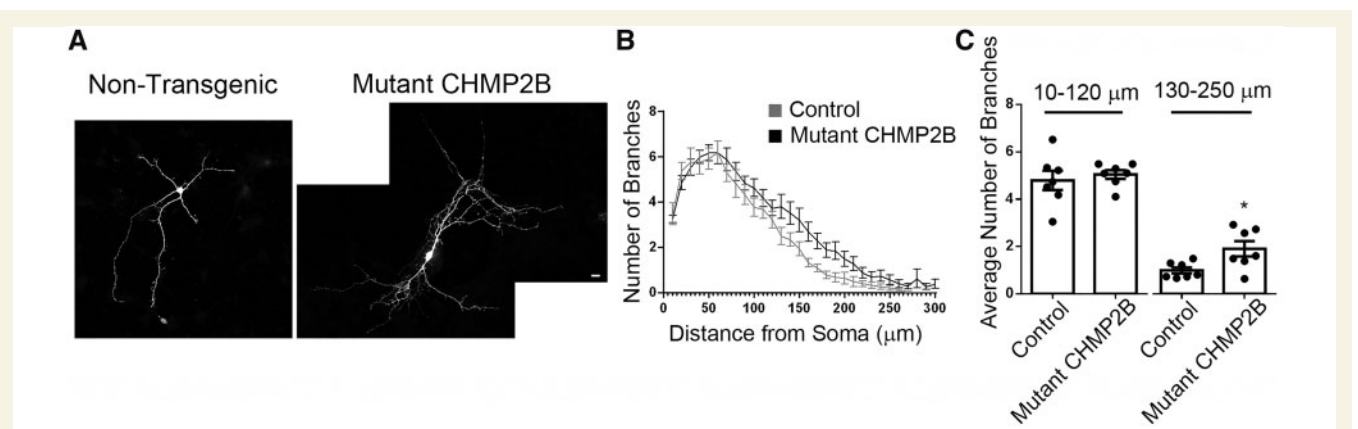 A
Non-Transgenic
Mutant CHMP2B
B
Control
Mutant CHMP2B
Number of Branches
8
6
4
2
0
0
50
100
150
200
250
300
Distance from Soma (μm)
C
10-120 μm
130-250 μm
Average Number of Branches
8
6
4
2
0
*
Control
Mutant CHMP2B
Control
Mutant CHMP2B